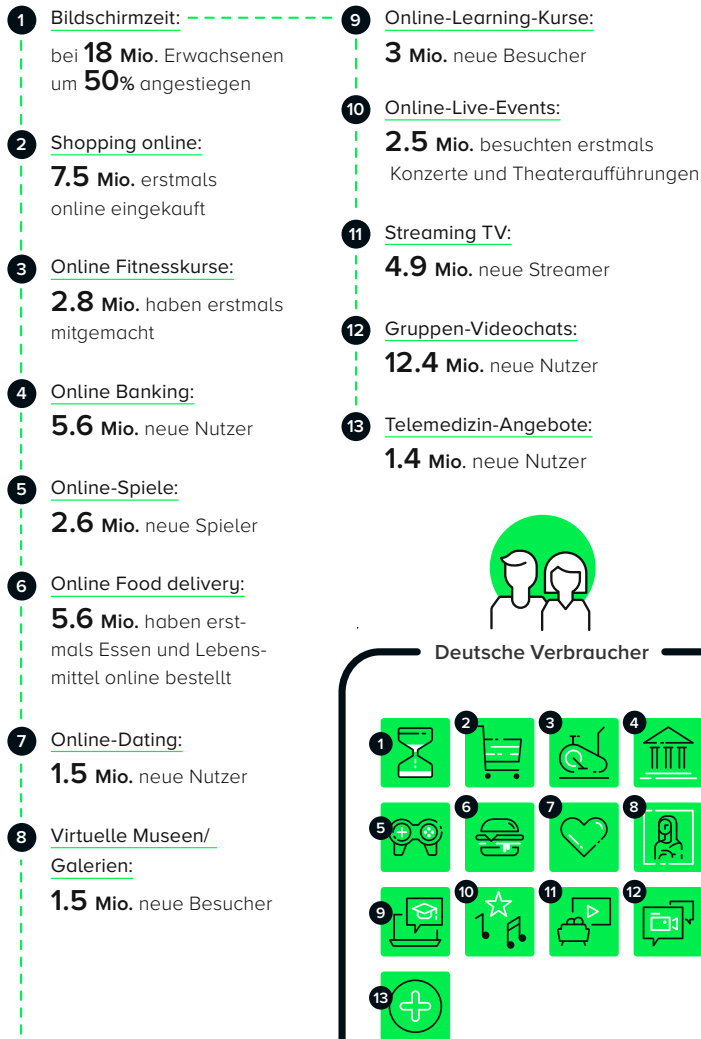 1 Bildschirmzeit:
bei 18 Mio. Erwachsenen
um 50% angestiegen
2 Shopping online:
7.5 Mio. erstmals
online eingekauft
3 Online Fitnesskurse:
2.8 Mio. haben erstmals
mitgemacht
4 Online Banking:
5.6 Mio. neue Nutzer
5 Online-Spiele:
2.6 Mio. neue Spieler
6 Online Food delivery:
5.6 Mio. haben erst-
mals Essen und Lebens-
mittel online bestellt
7 Online-Dating:
1.5 Mio. neue Nutzer
8 Virtuelle Museen/
Galerien:
1.5 Mio. neue Besucher
9 Online-Learning-Kurse:
3 Mio. neue Besucher
10 Online-Live-Events:
2.5 Mio. besuchten erstmals
Konzerte und Theateraufführungen
11 Streaming TV:
4.9 Mio. neue Streamer
12 Gruppen-Videochats:
12.4 Mio. neue Nutzer
13 Telemedizin-Angebote:
1.4 Mio. neue Nutzer
Deutsche Verbraucher
1 2 3 4
5 6 7 8
9 10 11 12
13